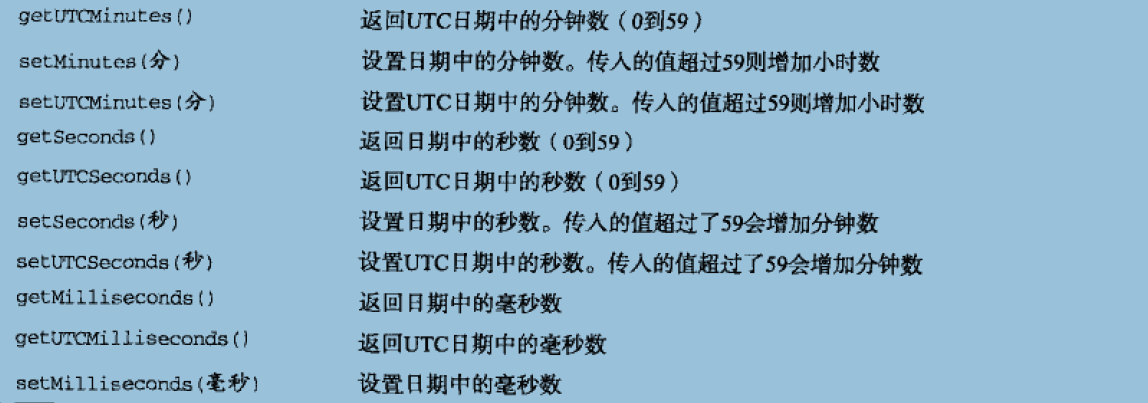 getUTCMinutes() 返回UTC日期中的分钟数（0到59）
setMinutes(分) 设置日期中的分钟数。传入的值超过59则增加小时数
setUTCMinutes(分) 设置UTC日期中的分钟数。传入的值超过59则增加小时数
getSeconds() 返回日期中的秒数（0到59）
getUTCSeconds() 返回UTC日期中的秒数（0到59）
setSeconds(秒) 设置日期中的秒数。传入的值超过了59会增加分钟数
setUTCSeconds(秒) 设置UTC日期中的秒数。传入的值超过了59会增加分钟数
getMilliseconds() 返回日期中的毫秒数
getUTCMilliseconds() 返回UTC日期中的毫秒数
setMilliseconds(毫秒) 设置日期中的毫秒数